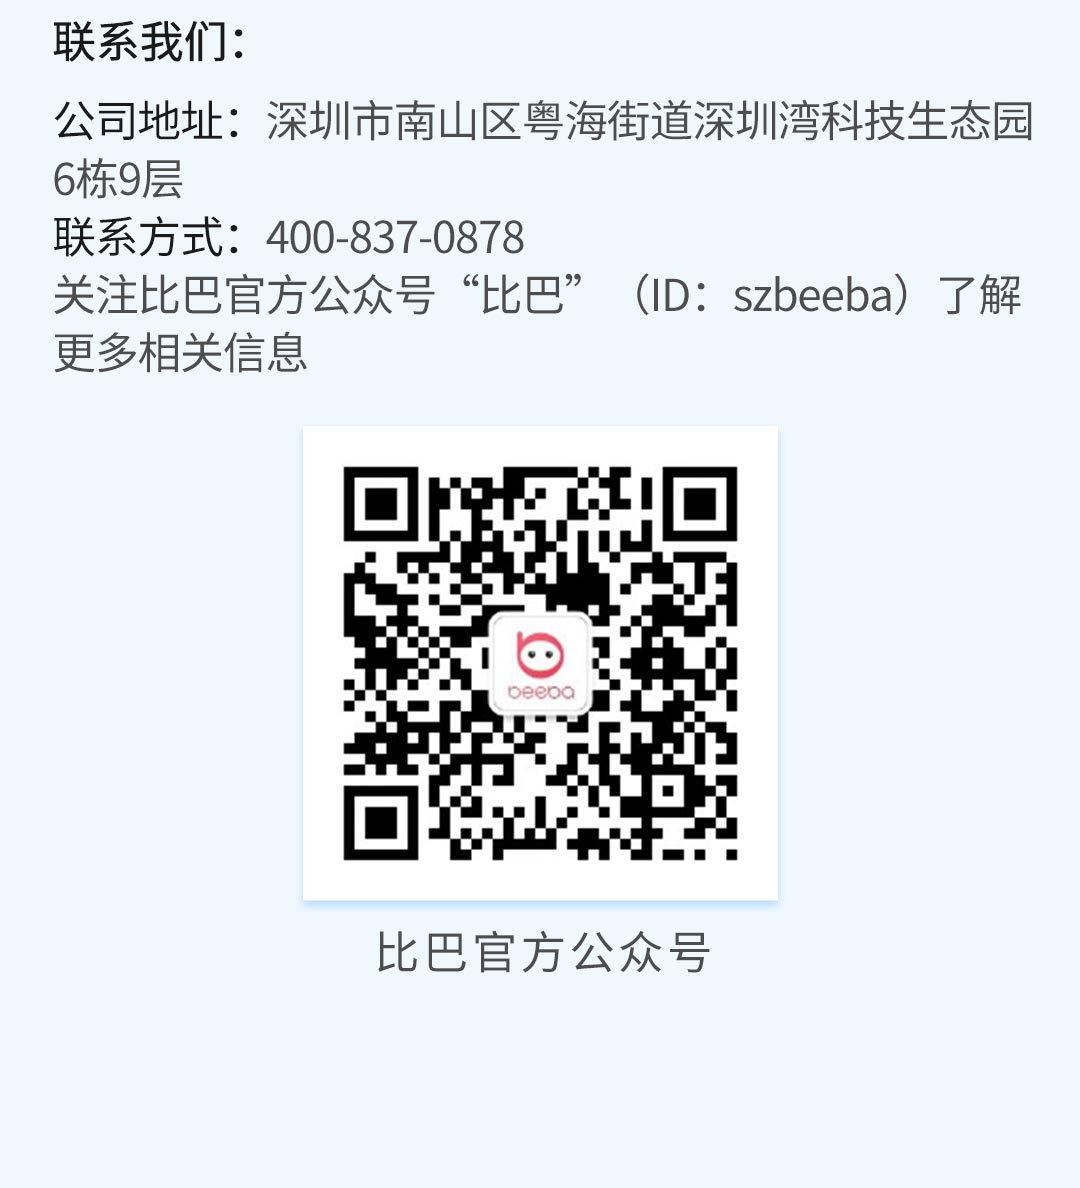 联系我们：
公司地址：深圳市南山区粤海街道深圳湾科技生态园
6栋9层
联系方式：400-837-0878
关注比巴官方公众号“比巴”（ID：szbeeba）了解
更多相关信息
beeba
比巴官方公众号